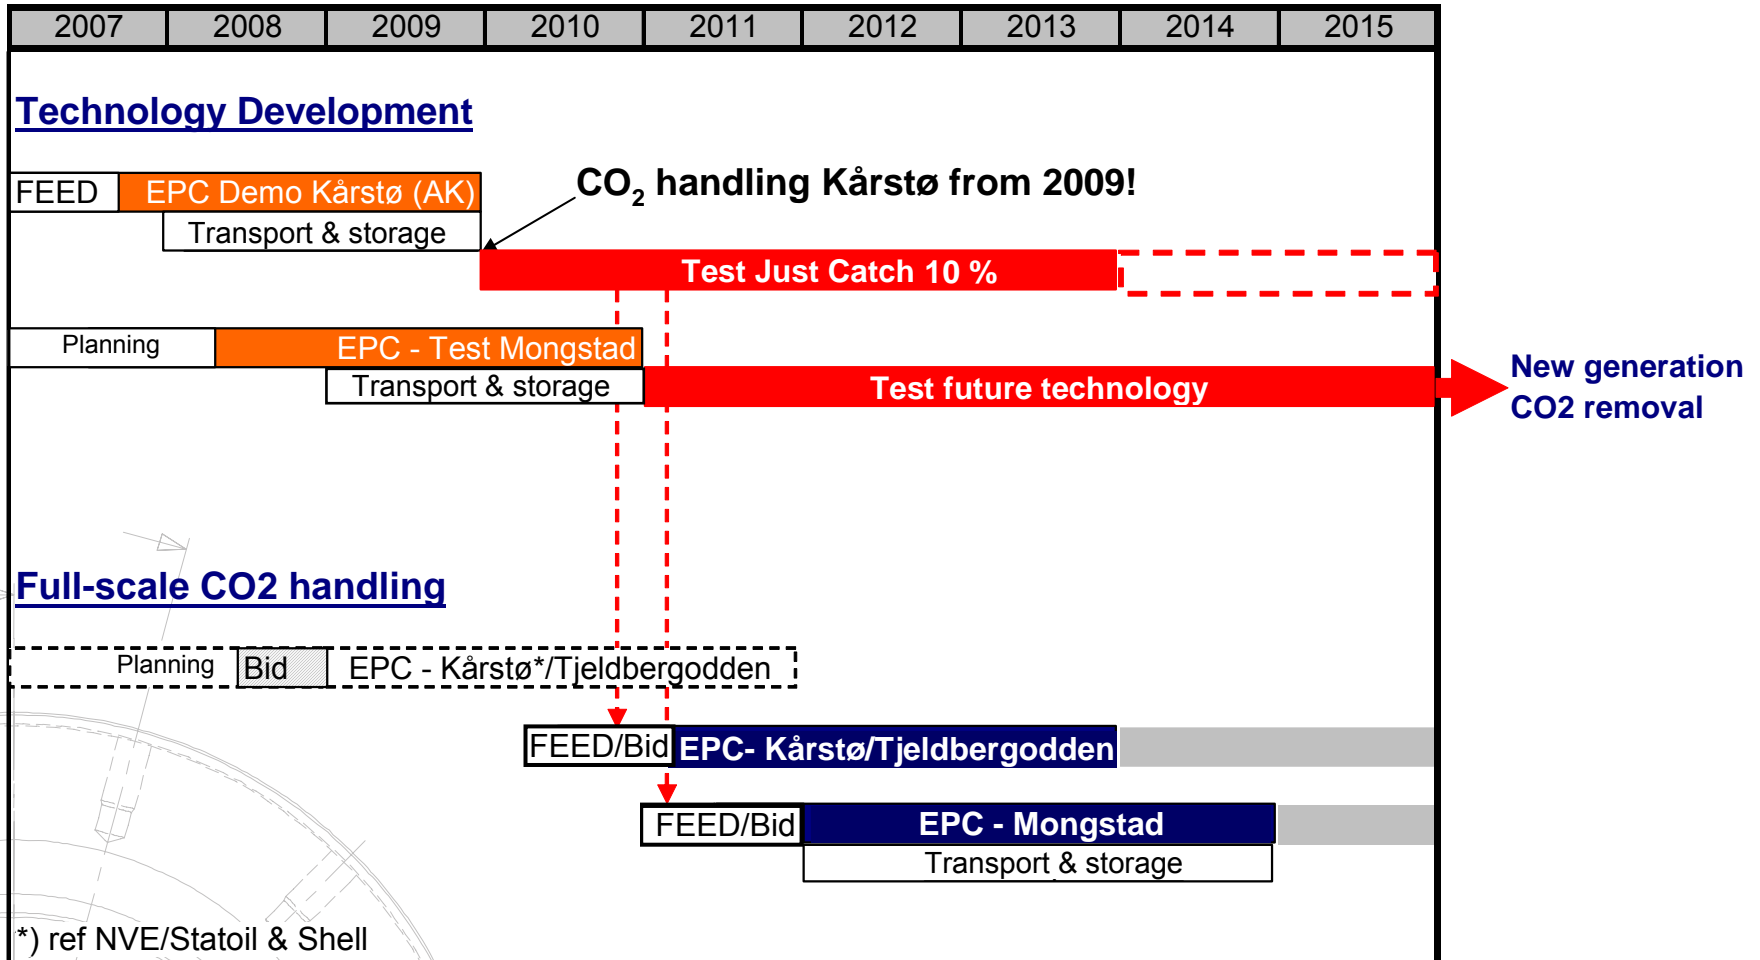 2007 2008 2009 2010 2011 2012 2013 2014 2015
Technology Development
FEED EPC Demo Kårstø (AK)
CO2 handling Kårstø from 2009!
Transport & storage
Test Just Catch 10 %
Planning EPC - Test Mongstad
Transport & storage
Test future technology
New generation
CO2 removal
Full-scale CO2 handling
Planning Bid EPC - Kårstø*/Tjeldbergodden
FEED/Bid EPC- Kårstø/Tjeldbergodden
FEED/Bid EPC - Mongstad
Transport & storage
*) ref NVE/Statoil & Shell